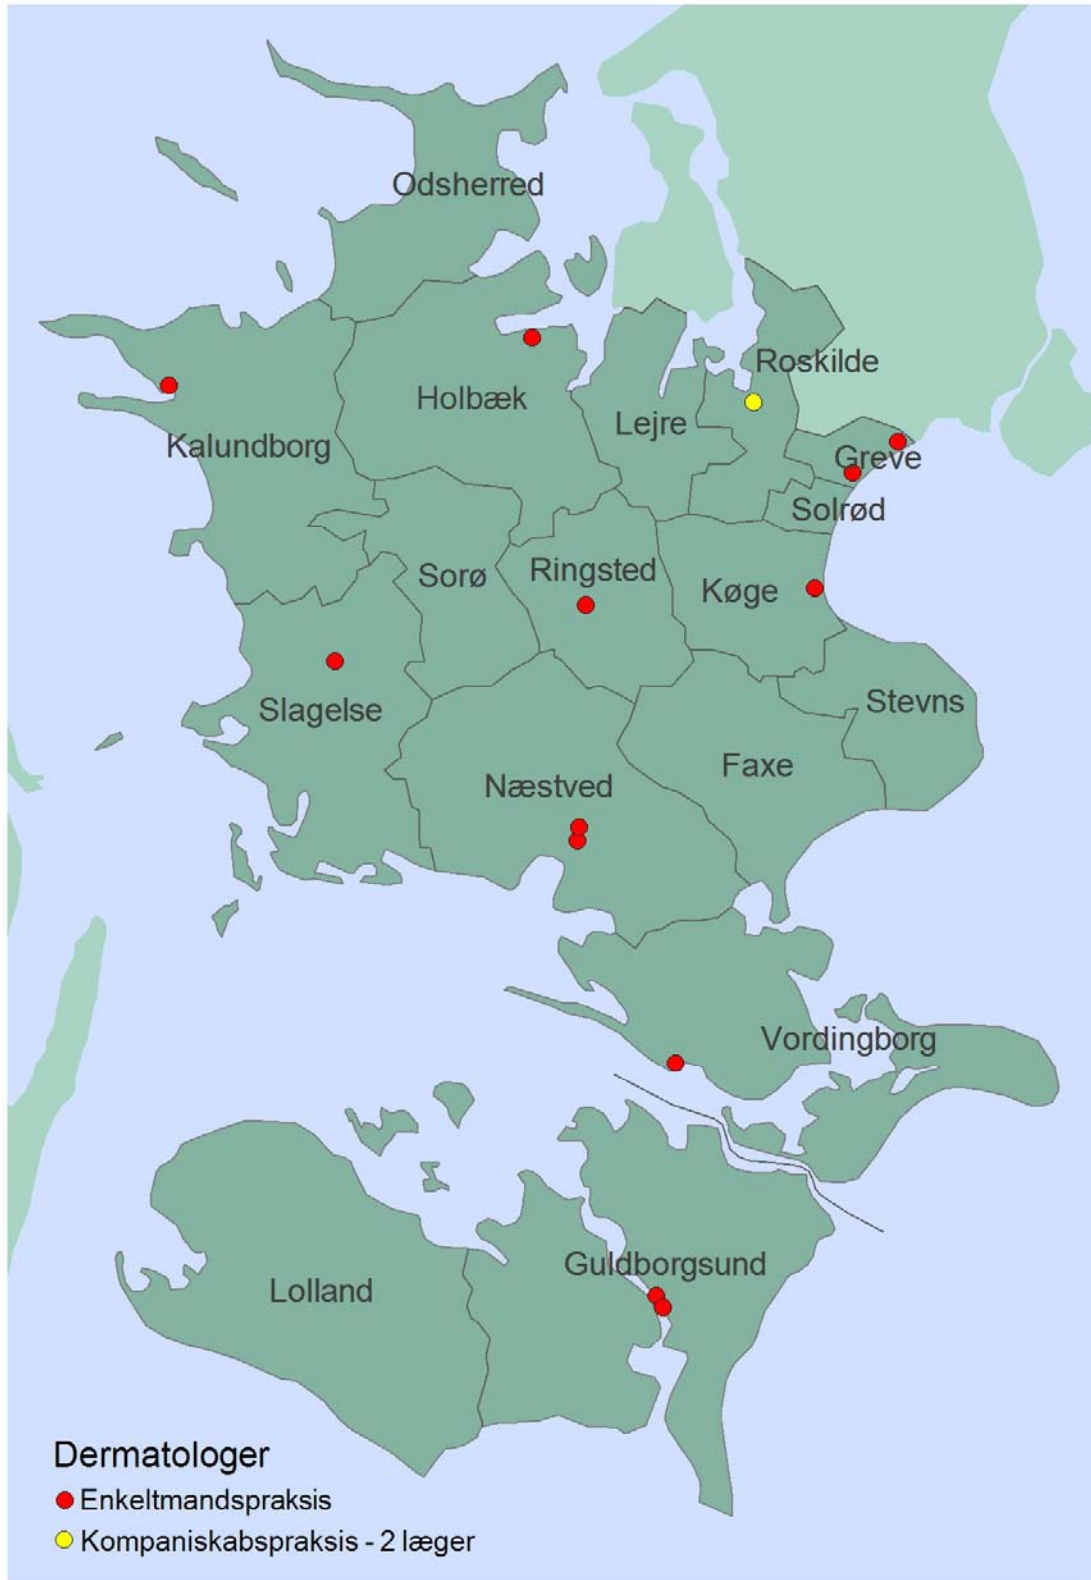 Odsherred
Roskilde
Holbæk
Lejre
Kalundborg
Greve
Solrød
Sorø
Ringsted
Køge
Slagelse
Stevns
Faxe
Næstved
Vordingborg
Guldborgsund
Lolland
Dermatologer
Enkeltmandspraksis
Kompaniskabspraksis - 2 læger